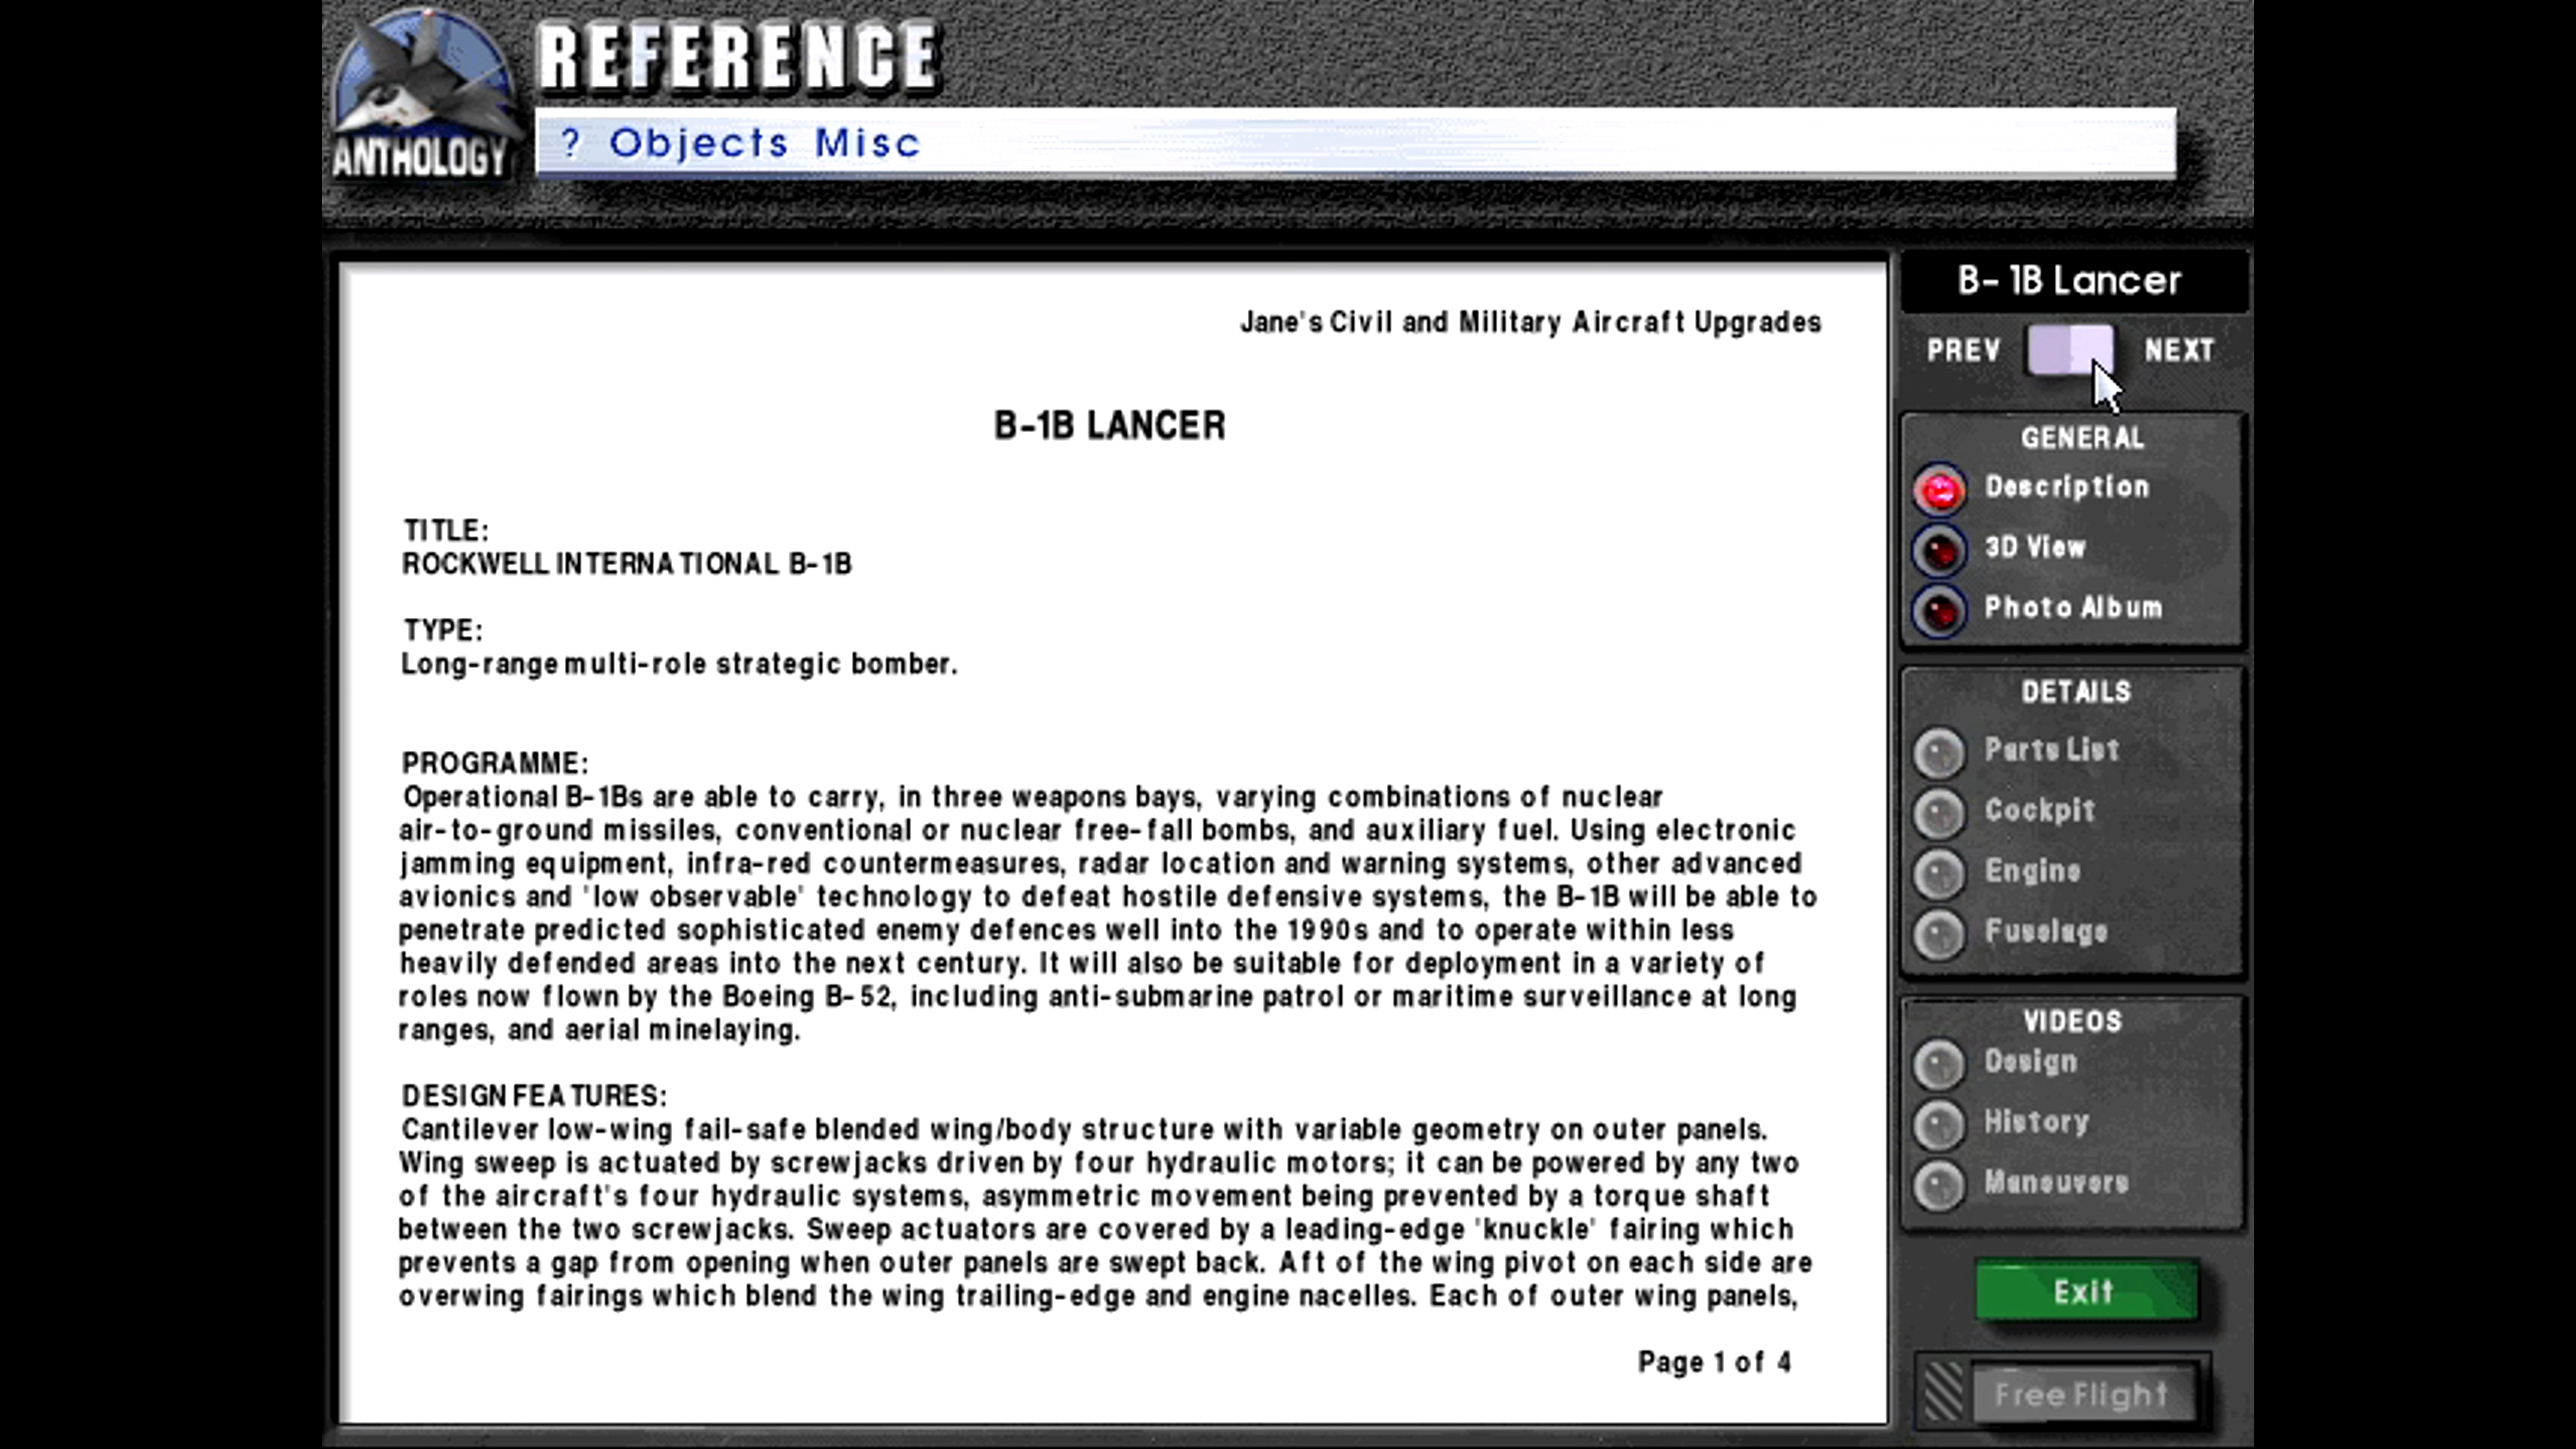 REFERENCE
ANTHOLOGY
? Objects Misc
Jane's Civil and Military Aircraft Upgrades
B-1B LANCER
TITLE:
ROCKWELL INTERNATIONAL B-1B
TYPE:
Long-range multi-role strategic bomber.
PROGRAMME:
Operational B-1Bs are able to carry, in three weapons bays, varying combinations of nuclear
air-to-ground missiles, conventional or nuclear free-fall bombs, and auxiliary fuel. Using electronic
jamming equipment, infra-red countermeasures, radar location and warning systems, other advanced
avionics and 'low observable' technology to defeat hostile defensive systems, the B-1B will be able to
penetrate predicted sophisticated enemy defences well into the 1990s and to operate within less
heavily defended areas into the next century. It will also be suitable for deployment in a variety of
roles now flown by the Boeing B-52, including anti-submarine patrol or maritime surveillance at long
ranges, and aerial minelaying.
DESIGN FEATURES:
Cantilever low-wing fail-safe blended wing/body structure with variable geometry on outer panels.
Wing sweep is actuated by screwjacks driven by four hydraulic motors; it can be powered by any two
of the aircraft's four hydraulic systems, asymmetric movement being prevented by a torque shaft
between the two screwjacks. Sweep actuators are covered by a leading-edge 'knuckle' fairing which
prevents a gap from opening when outer panels are swept back. Aft of the wing pivot on each side are
overwing fairings which blend the wing trailing-edge and engine nacelles. Each of outer wing panels,
Page 1 of 4
B-1B Lancer
PREV NEXT
GENERAL
Description
3D View
Photo Album
DETAILS
Parts List
Cockpit
Engine
Fuselage
VIDEOS
Design
History
Maneuvers
Exit
Free Flight